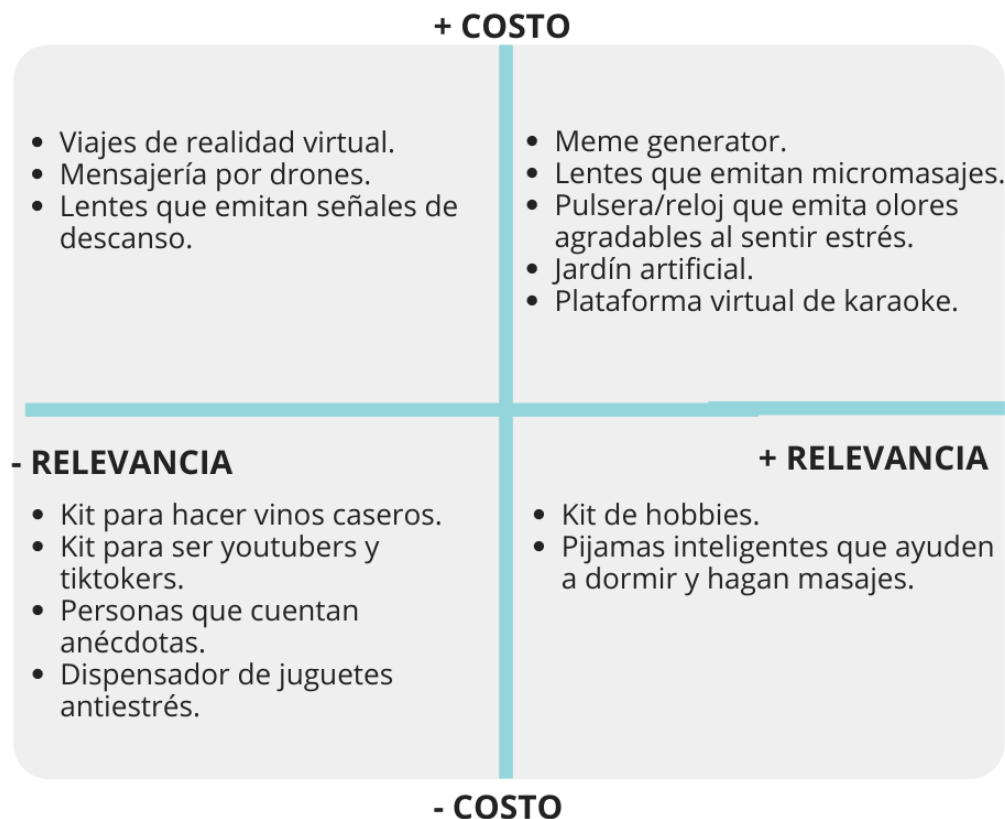 + COSTO
• Viajes de realidad virtual.
• Mensajería por drones.
• Lentes que emitan señales de
descanso.
• Meme generator.
• Lentes que emitan micromasajes.
• Pulsera/reloj que emita olores
agradables al sentir estrés.
• Jardín artificial.
• Plataforma virtual de karaoke.
- RELEVANCIA
+ RELEVANCIA
• Kit para hacer vinos caseros.
• Kit para ser youtubers y
tiktokers.
• Personas que cuentan
anécdotas.
• Dispensador de juguetes
antiestrés.
• Kit de hobbies.
• Pijamas inteligentes que ayuden
a dormir y hagan masajes.
- COSTO